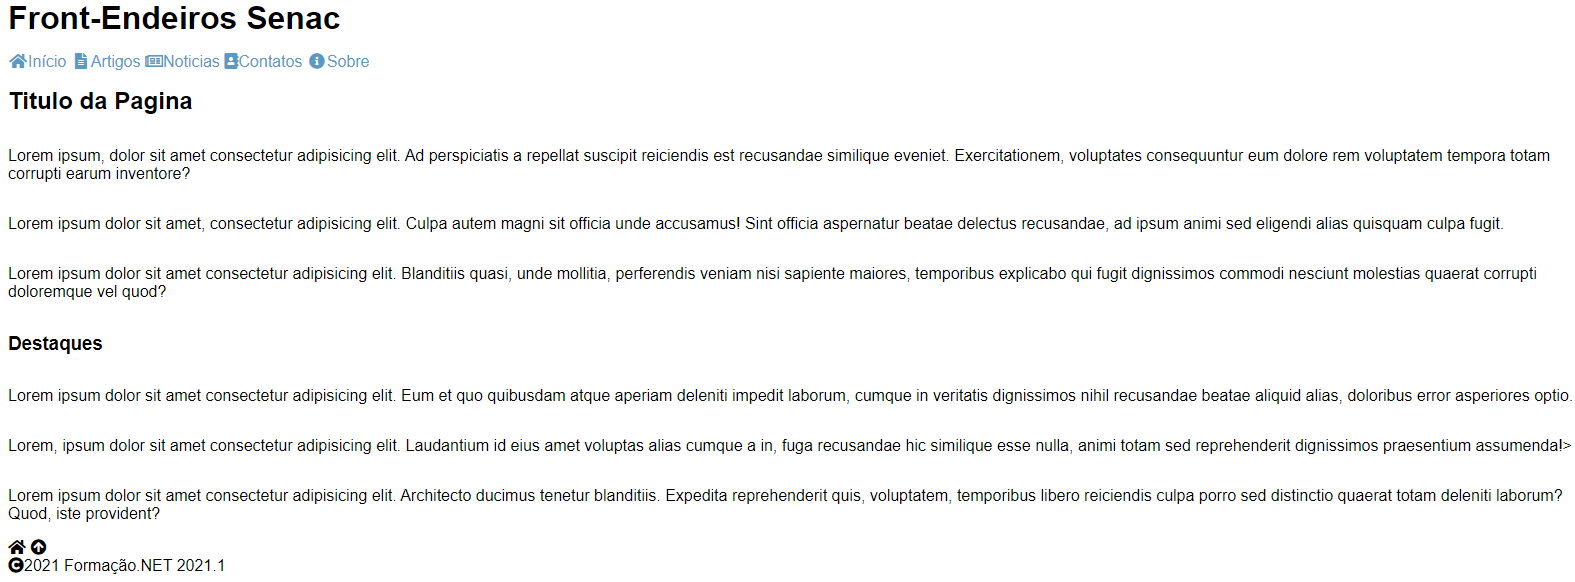 Front-Endeiros Senac
Início Artigos Noticias Contatos Sobre
Titulo da Pagina
Lorem ipsum, dolor sit amet consectetur adipisicing elit. Ad perspiciatis a repellat suscipit reiciendis est recusandae similique eveniet. Exercitationem, voluptates consequuntur eum dolore rem voluptatem tempora totam
corrupti earum inventore?
Lorem ipsum dolor sit amet, consectetur adipisicing elit. Culpa autem magni sit officia unde accusamus! Sint officia aspernatur beatae delectus recusandae, ad ipsum animi sed eligendi alias quisquam culpa fugit.
Lorem ipsum dolor sit amet consectetur adipisicing elit. Blanditiis quasi, unde mollitia, perferendis veniam nisi sapiente maiores, temporibus explicabo qui fugit dignissimos commodi nesciunt molestias quaerat corrupti
doloremque vel quod?
Destaques
Lorem ipsum dolor sit amet consectetur adipisicing elit. Eum et quo quibusdam atque aperiam deleniti impedit laborum, cumque in veritatis dignissimos nihil recusandae beatae aliquid alias, doloribus error asperiores optio.
Lorem, ipsum dolor sit amet consectetur adipisicing elit. Laudantium id eius amet voluptas alias cumque a in, fuga recusandae hic similique esse nulla, animi totam sed reprehenderit dignissimos praesentium assumenda!>
Lorem ipsum dolor sit amet consectetur adipisicing elit. Architecto ducimus tenetur blanditiis. Expedita reprehenderit quis, voluptatem, temporibus libero reiciendis culpa porro sed distinctio quaerat totam deleniti laborum?
Quod, iste provident?
©2021 Formação.NET 2021.1